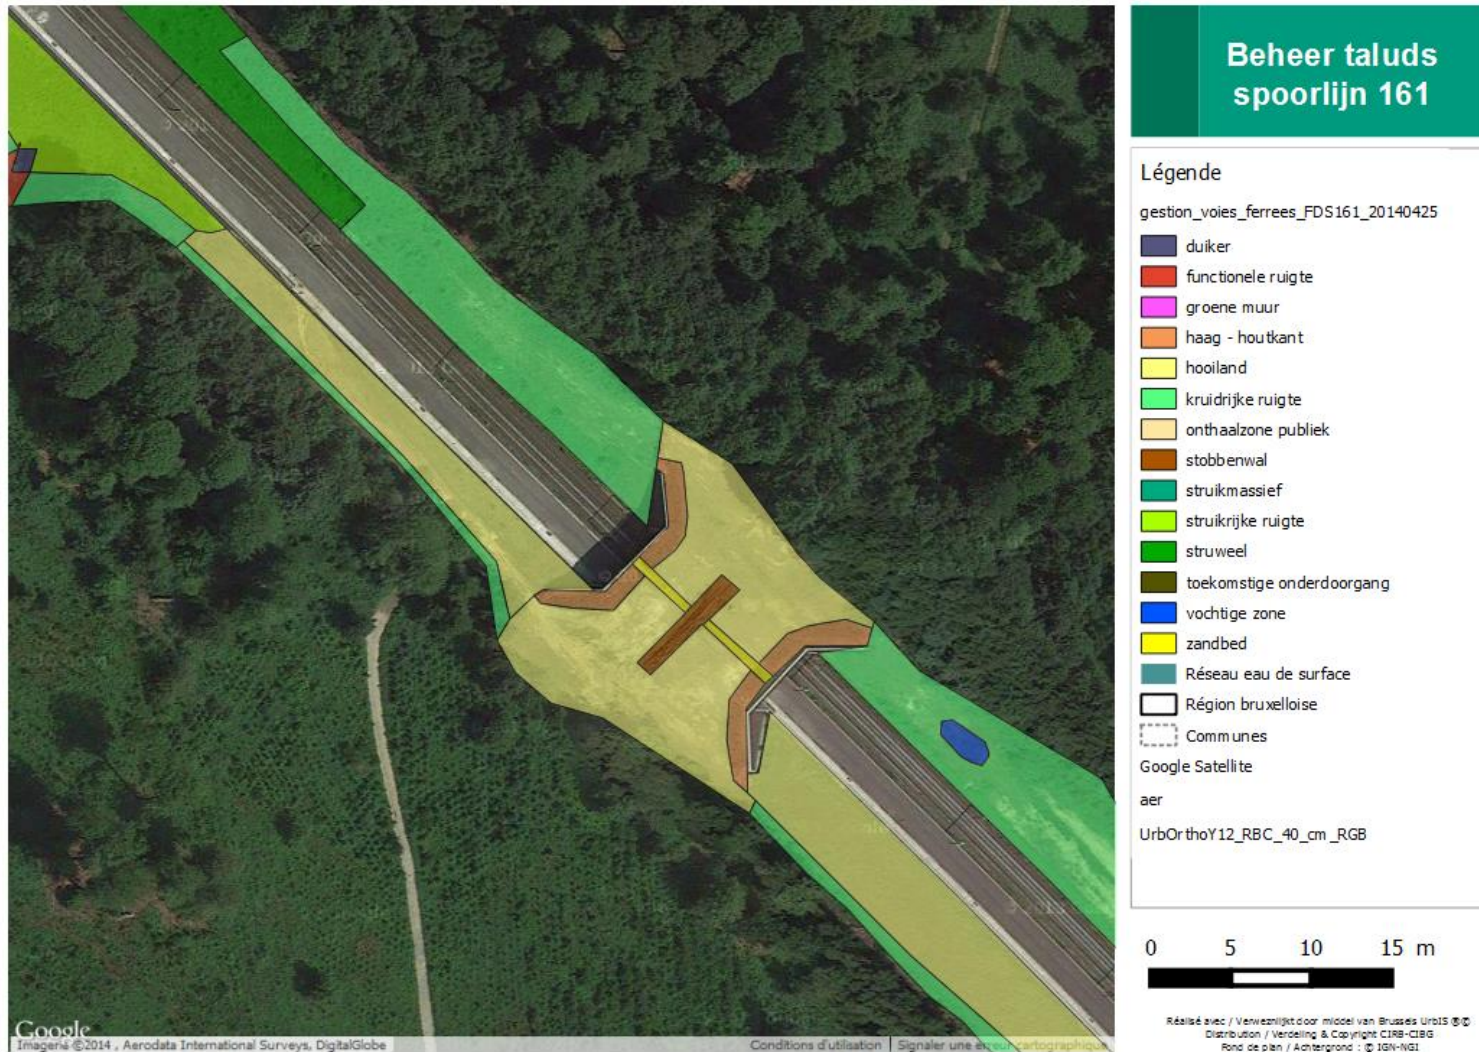 Beheer taluds
spoorlijn 161
Légende
gestion_voies_ferrees_FDS161_20140425
duiker
functionele ruigte
groene muur
haag - houtkant
hooiland
kruidrijke ruigte
onthaalzone publiek
stobbenwal
struikmassief
struikrijke ruigte
struweel
toekomstige onderdoorgang
vochtige zone
zandbed
Réseau eau de surface
Région bruxelloise
Communes
Google Satellite
aer
UrbOrthoY12_RBC_40_cm_RGB
0 5 10 15 m
Réalisé avec / Verwezenlijkt door middel van Brussels UrbIS ®©
Distribution / Verdeling & Copyright CIRB-CIBG
Fond de plan / Achtergrond : © IGN-NGI
Google
Imagerie ©2014 , Aerodata International Surveys, DigitalGlobe
Conditions d'utilisation
Signaler une erreur cartographique